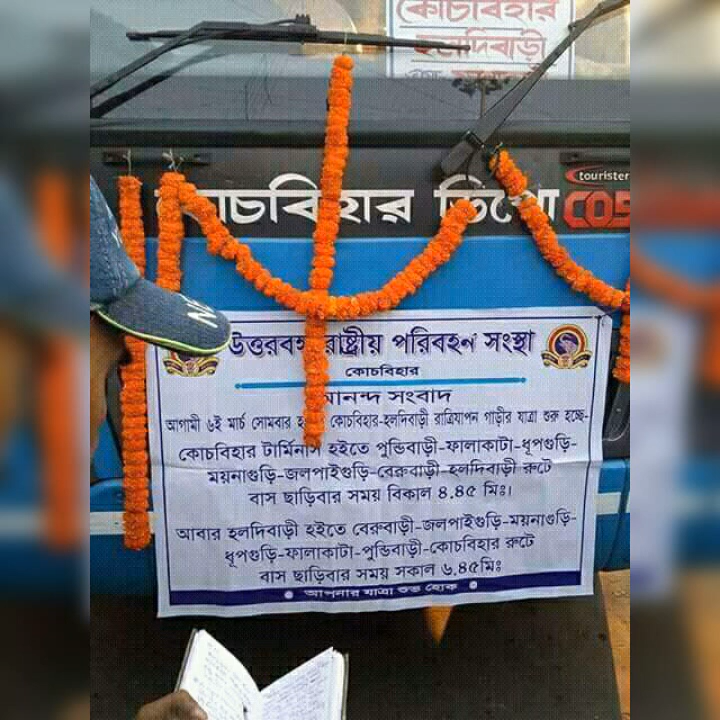 কোচবিহার
হলদিবাড়ী
কোচবিহার ডিপো
tourister
COS
NO
উত্তরবঙ্গ রাষ্ট্রীয় পরিবহন সংস্থা
কোচবিহার
আনন্দ সংবাদ
আগামী ৬ই মার্চ সোমবার কোচবিহার-হলদিবাড়ী রাত্রিযাপন গাড়ীর যাত্রা শুরু হচ্ছে-
কোচবিহার টার্মিনাস হইতে পুন্ডিবাড়ী-ফালাকাটা-ধূপগুড়ি-
ময়নাগুড়ি-জলপাইগুড়ি-বেরুবাড়ী-হলদিবাড়ী রুটে
বাস ছাড়িবার সময় বিকাল ৪.৪৫ মিঃ।
আবার হলদিবাড়ী হইতে বেরুবাড়ী-জলপাইগুড়ি-ময়নাগুড়ি-
ধূপগুড়ি-ফালাকাটা-পুন্ডিবাড়ী-কোচবিহার রুটে
বাস ছাড়িবার সময় সকাল ৬.৪৫মিঃ
আপনার যাত্রা শুভ হোক